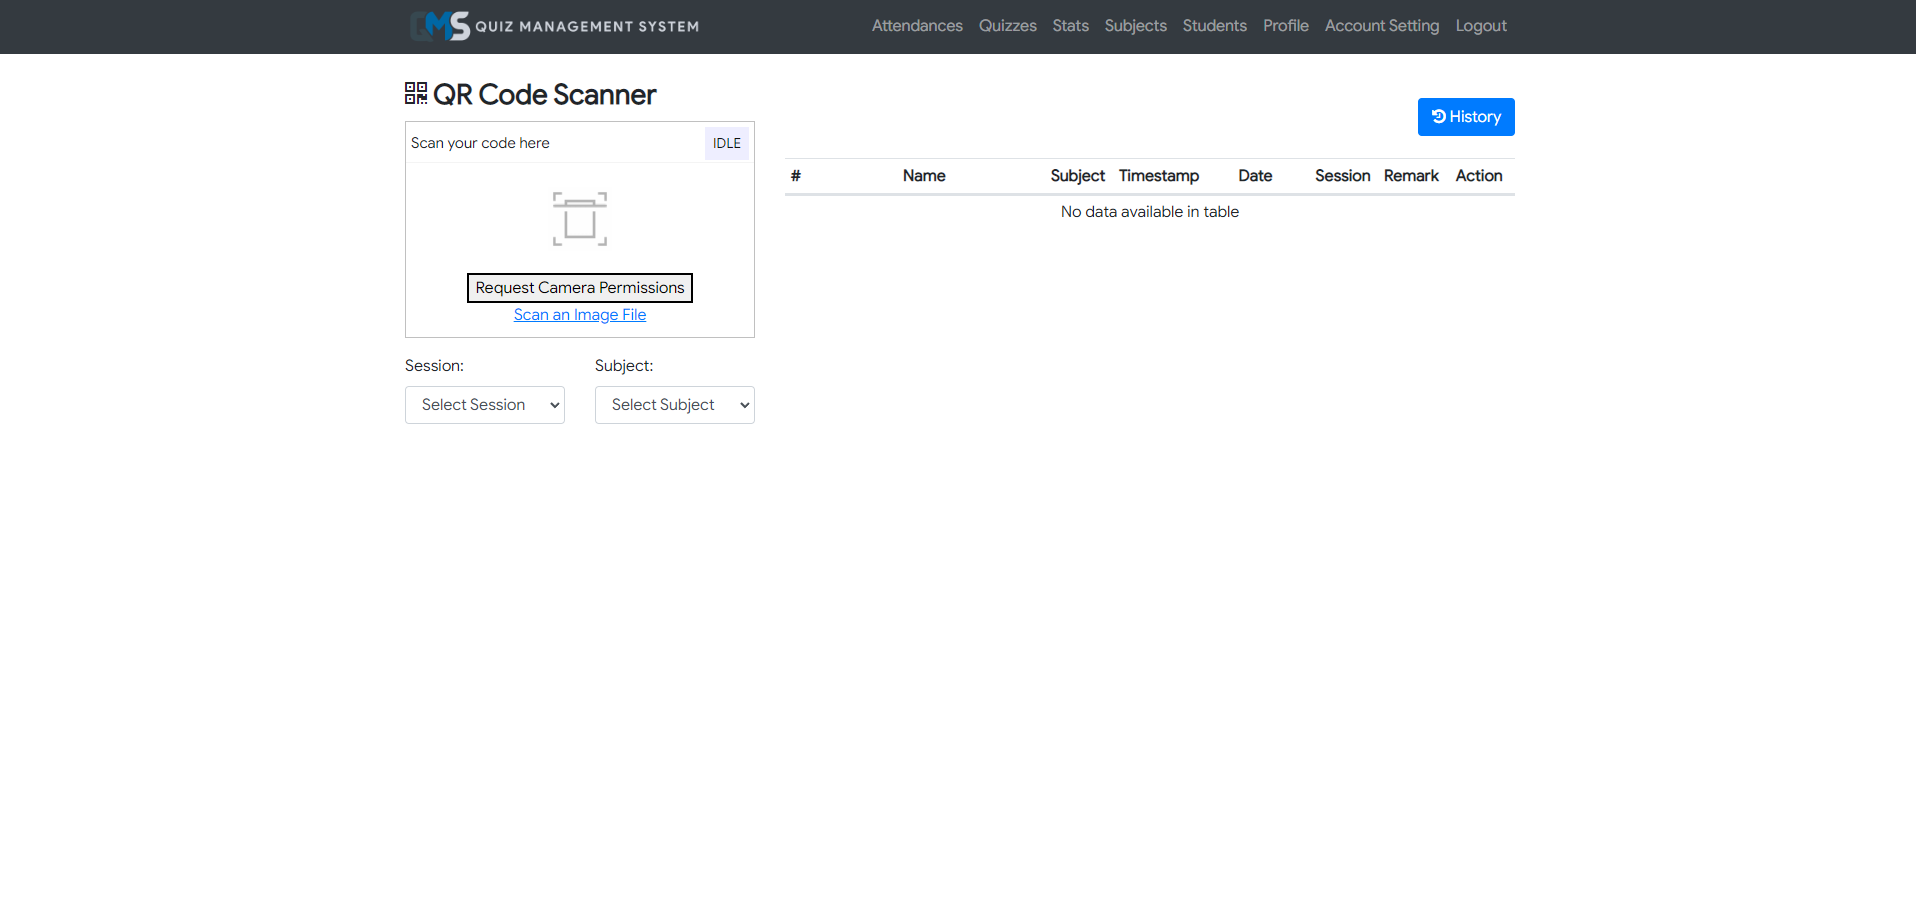 QMS QUIZ MANAGEMENT SYSTEM
Attendances Quizzes Stats Subjects Students Profile Account Setting Logout
QR Code Scanner
Scan your code here IDLE
Request Camera Permissions
Scan an Image File
Session: Subject:
Select Session Select Subject
History
# Name Subject Timestamp Date Session Remark Action
No data available in table